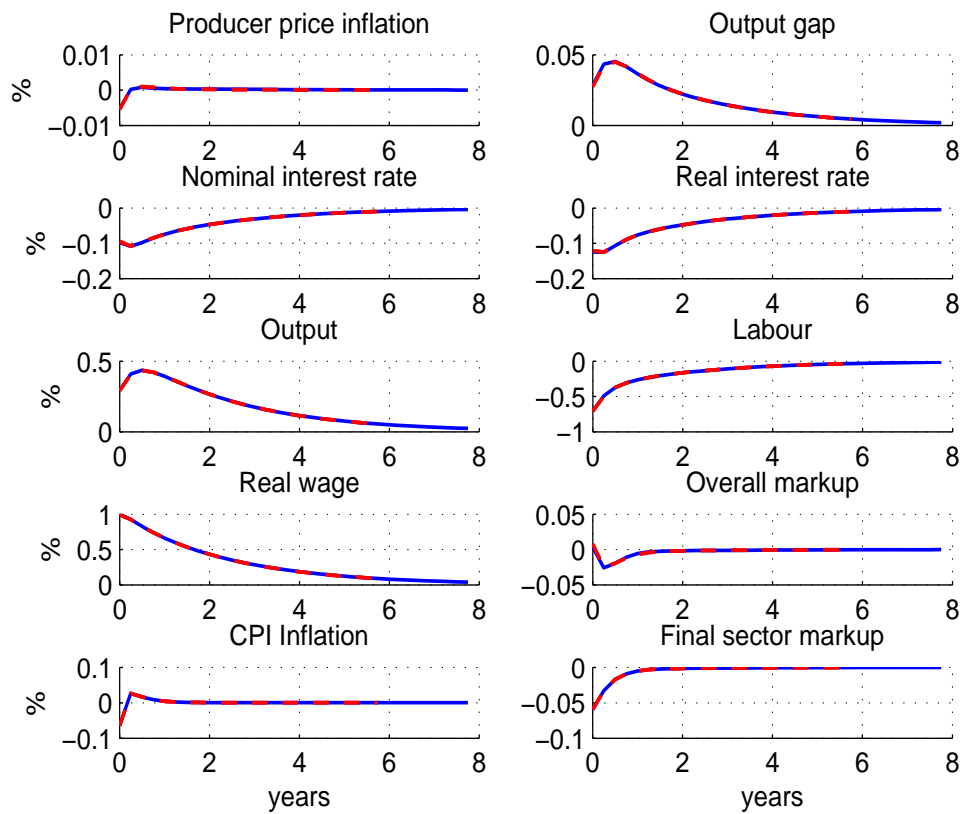 Producer price inflation
0.01
0
−0.01
%
0 2 4 6 8
Output gap
0.05
0
0 2 4 6 8
Nominal interest rate
0
−0.1
−0.2
%
0 2 4 6 8
Real interest rate
0
−0.1
−0.2
0 2 4 6 8
Output
0.5
0
%
0 2 4 6 8
Labour
0
−0.5
−1
0 2 4 6 8
Real wage
1
0.5
0
%
0 2 4 6 8
Overall markup
0.05
0
−0.05
0 2 4 6 8
CPI Inflation
0.1
0
−0.1
%
0 2 4 6 8
years
Final sector markup
0
−0.05
−0.1
0 2 4 6 8
years